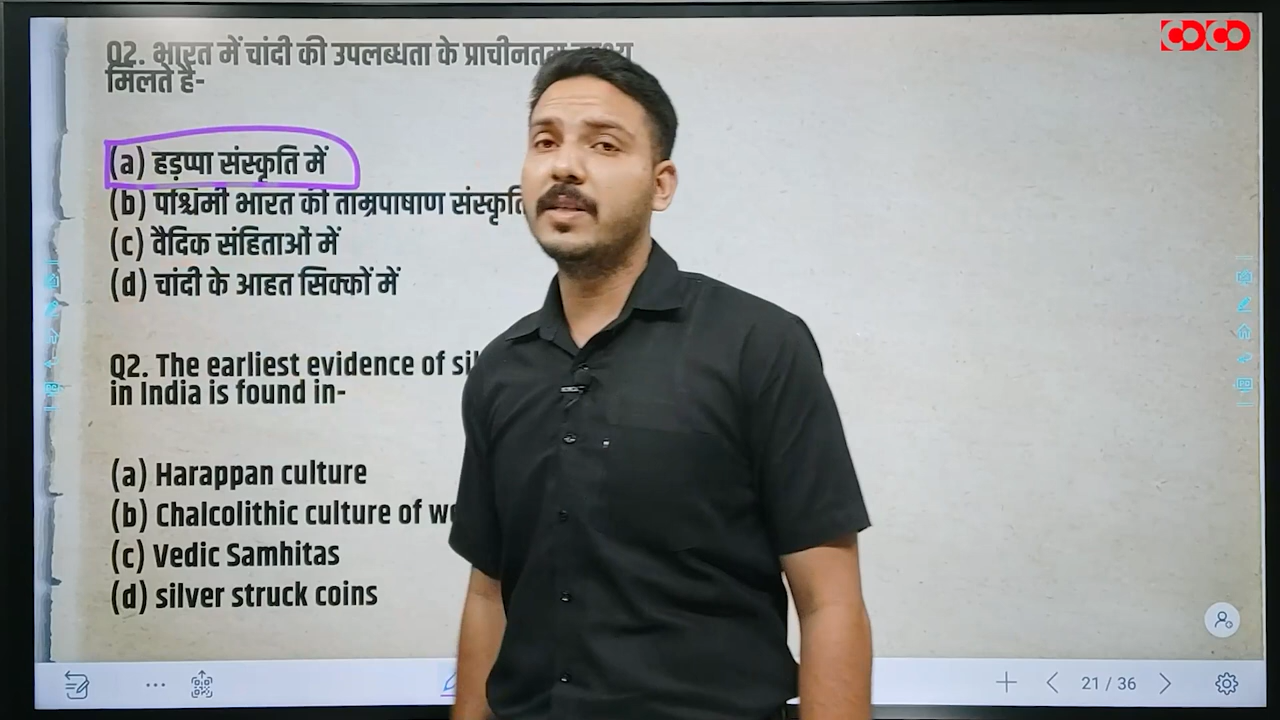 Q2. भारत में चांदी की उपलब्धता के प्राचीनतम
मिलते हैं-
(a) हड़प्पा संस्कृति में
(b) पश्चिमी भारत की ताम्रपाषाण
(c) वैदिक संहिताओं में
(d) चांदी के आहत सिक्कों में
Q2. The earliest evidence of
in India is found in-
(a) Harappan culture
(b) Chalcolithic culture of
(c) Vedic Samhitas
(d) silver struck coins
21 / 36